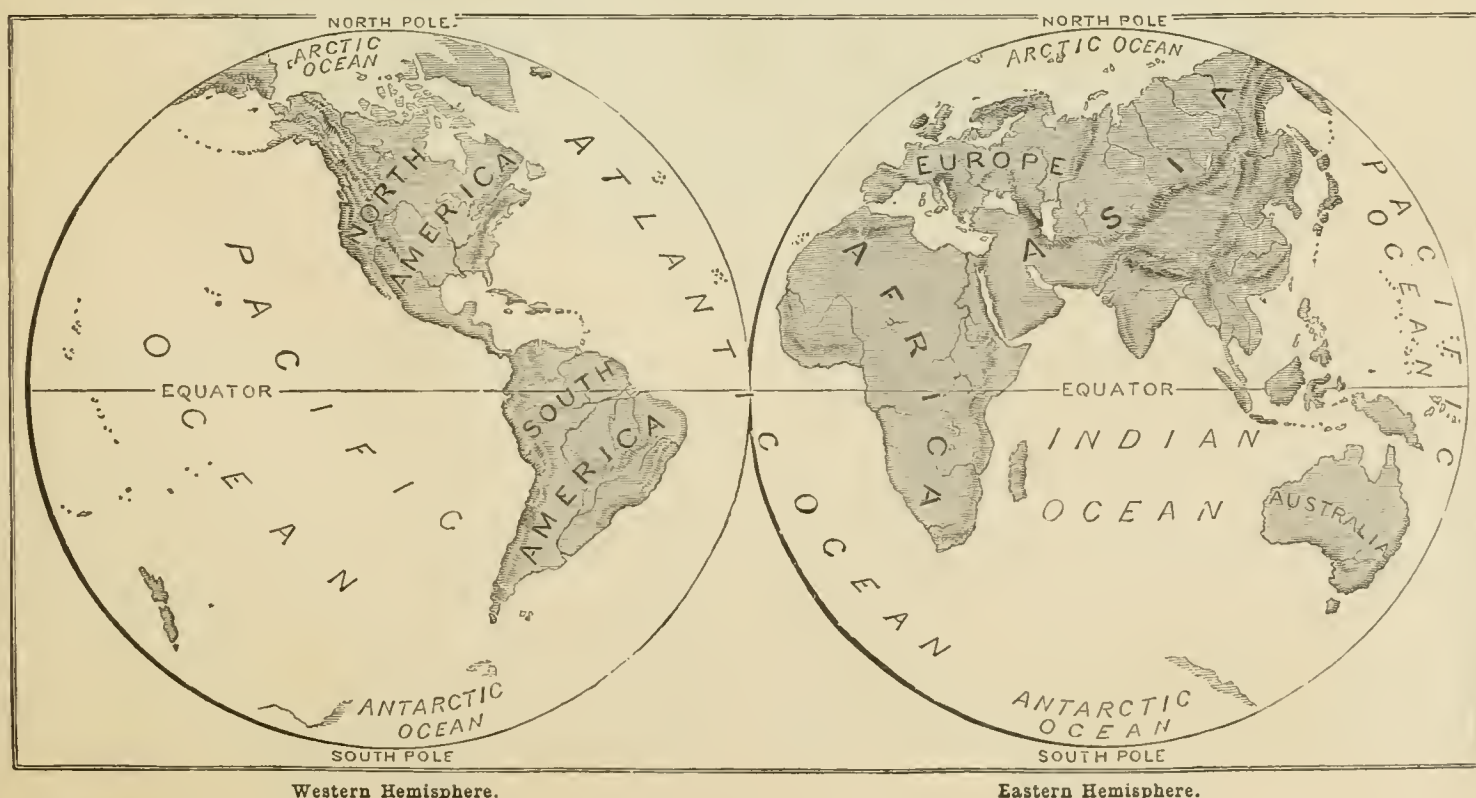 NORTH POLE
ARCTIC
OCEAN
NORTH
AMERICA
ATLANTIC OCEAN
PACIFIC
OCEAN
EQUATOR
SOUTH
AMERICA
ANTARCTIC
OCEAN
SOUTH POLE
Western Hemisphere.
NORTH POLE
ARCTIC OCEAN
EUROPE
ASIA
AFRICA
PACIFIC
OCEAN
EQUATOR
INDIAN
OCEAN
AUSTRALIA
ANTARCTIC
OCEAN
SOUTH POLE
Eastern Hemisphere.